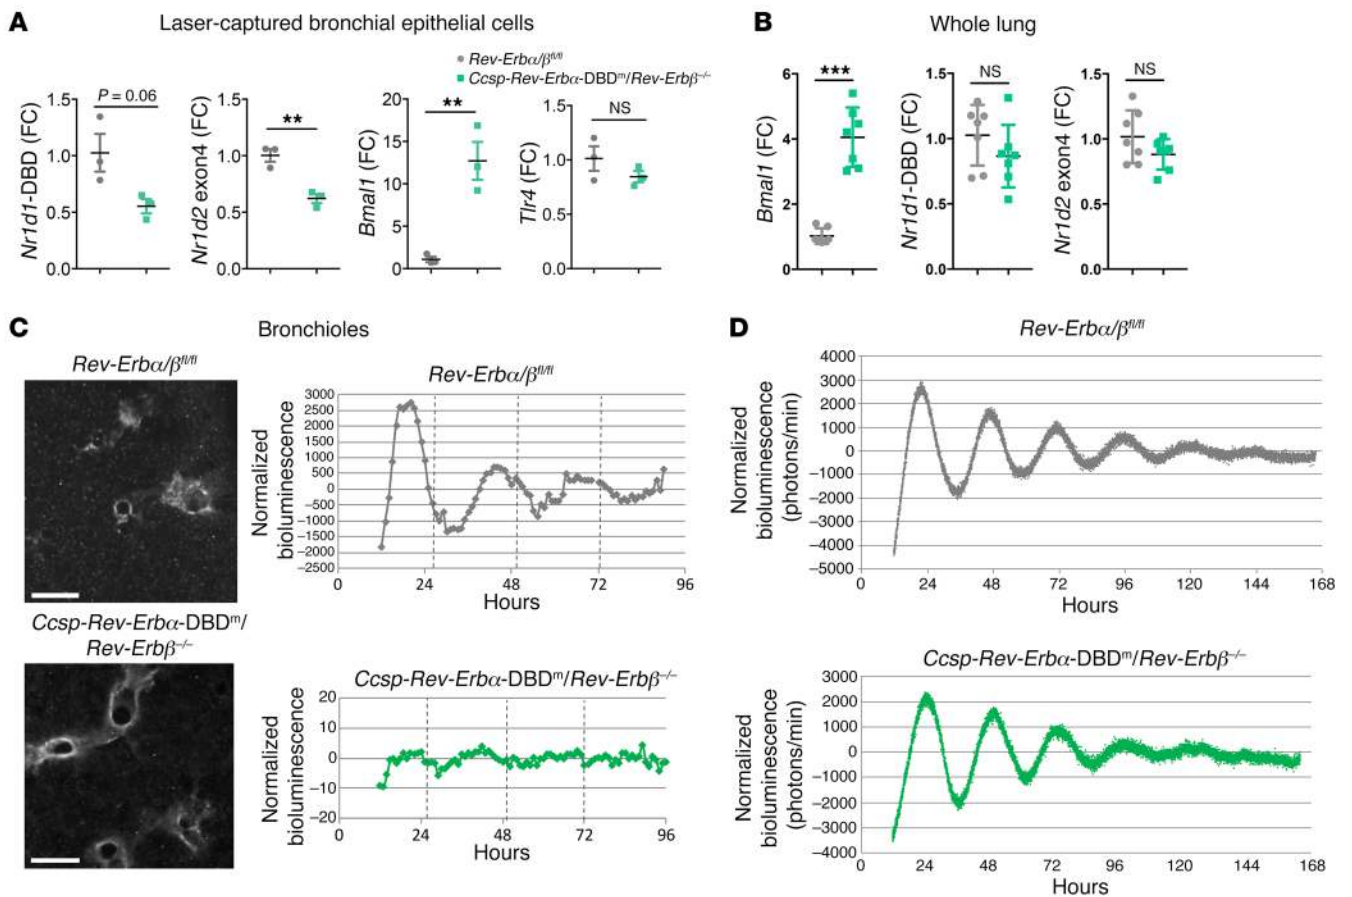 A
Laser-captured bronchial epithelial cells
Rev-Erbα/β^fl/fl
Ccsp-Rev-Erbα-DBD^m/Rev-Erbβ^–/–
Nr1d1-DBD (FC)
1.5
1.0
0.5
0.0
P = 0.06
Nr1d2 exon4 (FC)
1.5
1.0
0.5
0.0
**
Bmal1 (FC)
20
15
10
5
0
**
Tlr4 (FC)
1.5
1.0
0.5
0.0
NS
B
Whole lung
Bmal1 (FC)
6
4
2
0
***
Nr1d1-DBD (FC)
1.5
1.0
0.5
0.0
NS
Nr1d2 exon4 (FC)
1.5
1.0
0.5
0.0
NS
C
Bronchioles
Rev-Erbα/β^fl/fl
Rev-Erbα/β^fl/fl
Normalized
bioluminescence
3000
2500
2000
1500
1000
500
0
–500
–1000
–1500
–2000
–2500
0 24 48 72 96
Hours
Ccsp-Rev-Erbα-DBD^m/
Rev-Erbβ^–/–
Ccsp-Rev-Erbα-DBD^m/Rev-Erbβ^–/–
Normalized
bioluminescence
20
10
0
–10
–20
0 24 48 72 96
Hours
D
Rev-Erbα/β^fl/fl
Normalized
bioluminescence
(photons/min)
4000
3000
2000
1000
0
–1000
–2000
–3000
–4000
–5000
0 24 48 72 96 120 144 168
Hours
Ccsp-Rev-Erbα-DBD^m/Rev-Erbβ^–/–
Normalized
bioluminescence
(photons/min)
3000
2000
1000
0
–1000
–2000
–3000
–4000
0 24 48 72 96 120 144 168
Hours